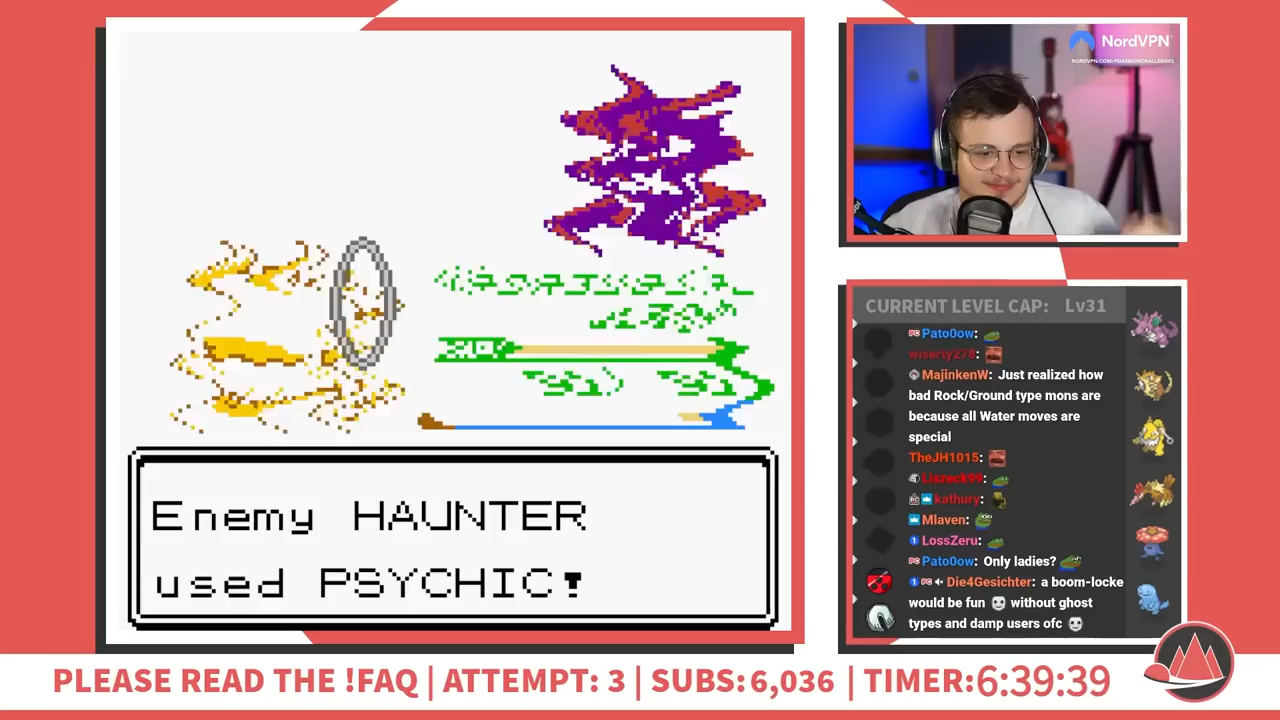 NordVPN
NORDVPN.COM/POKEMONCHALLENGES
Enemy HAUNTER
used PSYCHIC!
CURRENT LEVEL CAP: Lv31
Pato0ow:
wiserty278:
MajinkenW: Just realized how
bad Rock/Ground type mons are
because all Water moves are
special
TheJH1015:
Liszeck99:
kathury:
Mlaven:
LossZeru:
Pato0ow: Only ladies?
Die4Gesichter: a boom-locke
would be fun without ghost
types and damp users ofc
PLEASE READ THE !FAQ | ATTEMPT: 3 | SUBS: 6,036 | TIMER:6:39:39